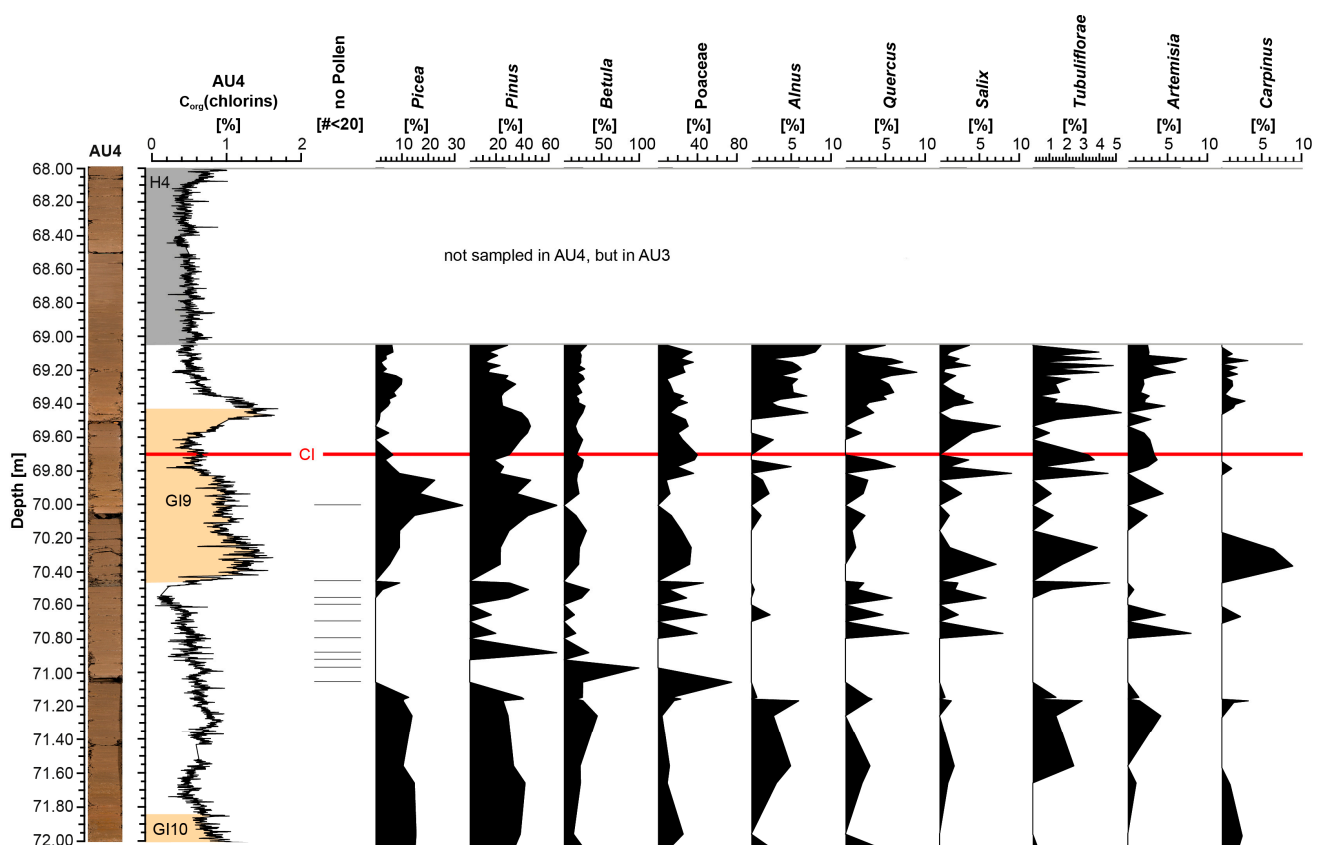 AU4
AU4
Corg(chlorins)
[%]
no Pollen
[#<20]
Picea
[%]
Pinus
[%]
Betula
[%]
Poaceae
[%]
Alnus
[%]
Quercus
[%]
Salix
[%]
Tubuliflorae
[%]
Artemisia
[%]
Carpinus
[%]
0 1 2
10 20 30
20 40 60
50 100
40 80
5 10
5 10
5 10
1 2 3 4 5
5 10
5 10
Depth [m]
68.00
68.20
68.40
68.60
68.80
69.00
69.20
69.40
69.60
69.80
70.00
70.20
70.40
70.60
70.80
71.00
71.20
71.40
71.60
71.80
72.00
H4
not sampled in AU4, but in AU3
CI
GI9
GI10